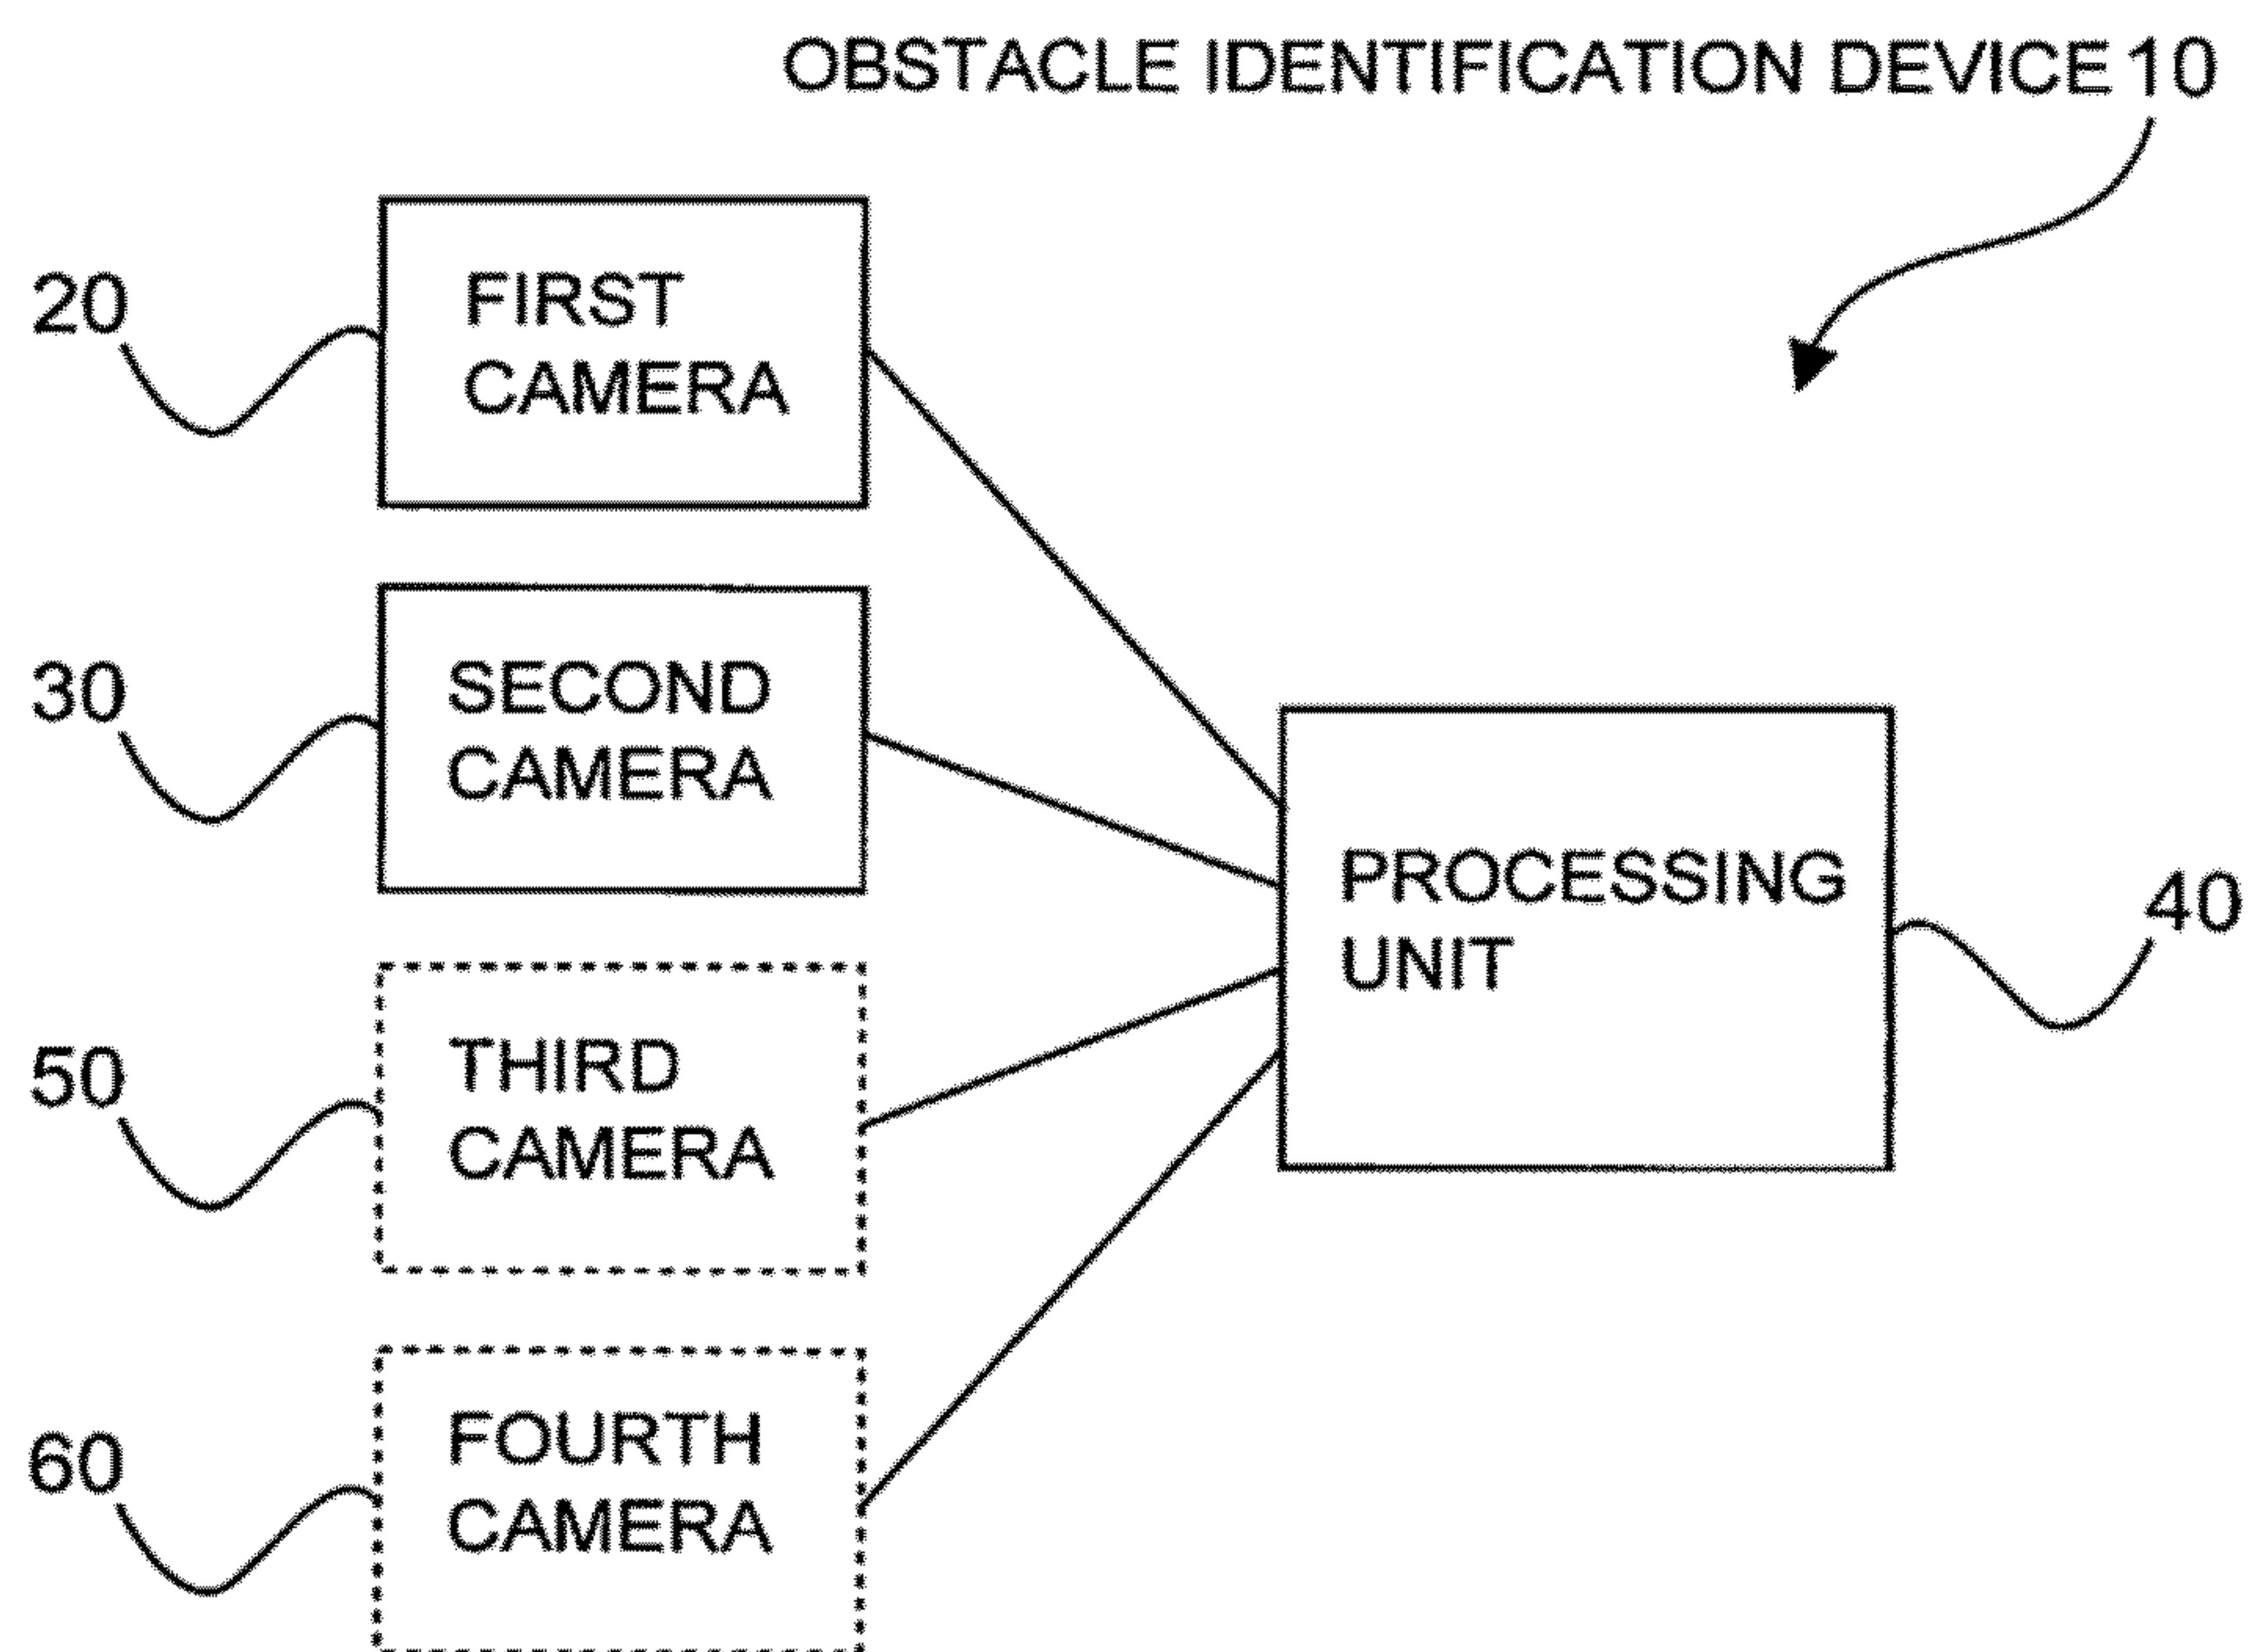 OBSTACLE IDENTIFICATION DEVICE 10
20
FIRST
CAMERA
30
SECOND
CAMERA
PROCESSING
UNIT
40
50
THIRD
CAMERA
60
FOURTH
CAMERA